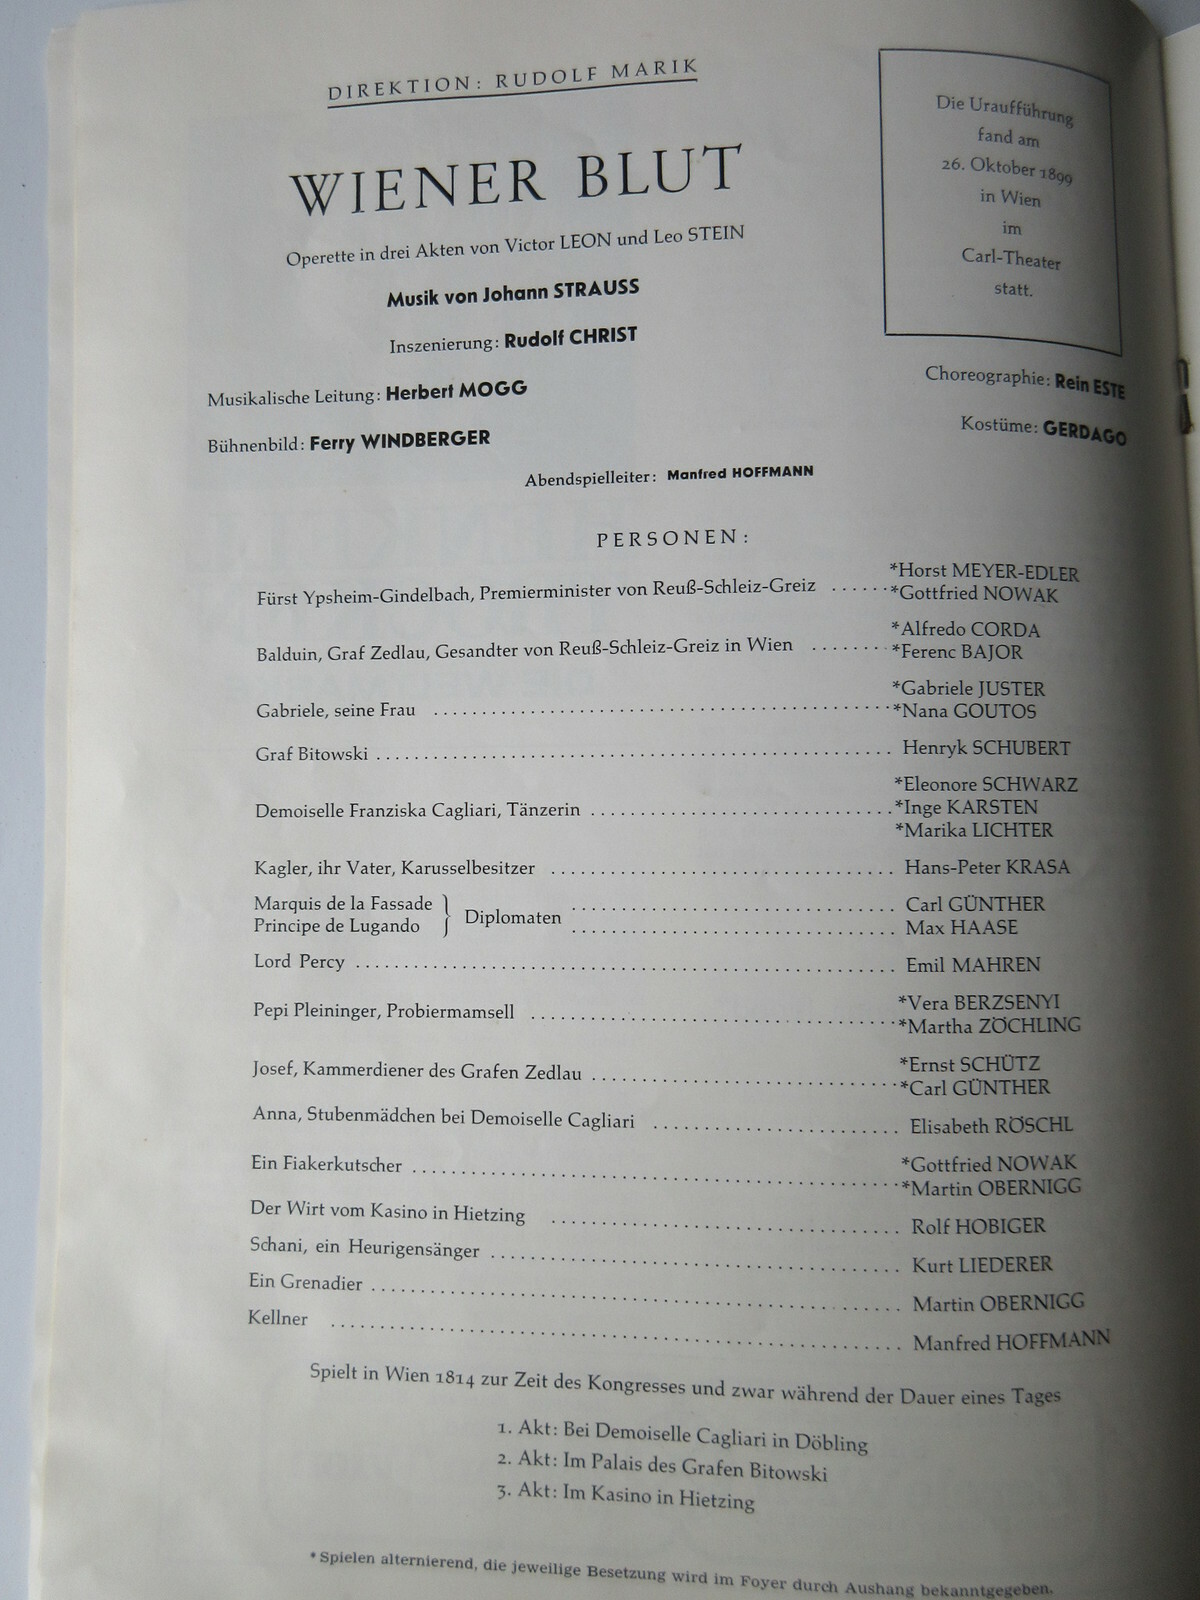 DIREKTION: RUDOLF MARIK
WIENER BLUT
Operette in drei Akten von Victor LEON und Leo STEIN
Musik von Johann STRAUSS
Inszenierung: Rudolf CHRIST
Musikalische Leitung: Herbert MOGG
Bühnenbild: Ferry WINDBERGER
Die Uraufführung
fand am
26. Oktober 1899
in Wien
im
Carl-Theater
statt.
Choreographie: Rein ESTE
Kostüme: GERDAGO
Abendspielleiter: Manfred HOFFMANN
PERSONEN:
Fürst Ypsheim-Gindelbach, Premierminister von Reuß-Schleiz-Greiz ...... *Horst MEYER-EDLER
*Gottfried NOWAK
Balduin, Graf Zedlau, Gesandter von Reuß-Schleiz-Greiz in Wien ........ *Alfredo CORDA
*Ferenc BAJOR
Gabriele, seine Frau ........ *Gabriele JUSTER
*Nana GOUTOS
Graf Bitowski ........ Henryk SCHUBERT
Demoiselle Franziska Cagliari, Tänzerin ........ *Eleonore SCHWARZ
*Inge KARSTEN
*Marika LICHTER
Kagler, ihr Vater, Karusselbesitzer ........ Hans-Peter KRASA
Marquis de la Fassade } Diplomaten ........ Carl GÜNTHER
Principe de Lugando ........ Max HAASE
Lord Percy ........ Emil MAHREN
Pepi Pleininger, Probiermamsell ........ *Vera BERZSENYI
*Martha ZÖCHLING
Josef, Kammerdiener des Grafen Zedlau ........ *Ernst SCHÜTZ
*Carl GÜNTHER
Anna, Stubenmädchen bei Demoiselle Cagliari ........ Elisabeth RÖSCHL
Ein Fiakerkutscher ........ *Gottfried NOWAK
*Martin OBERNIGG
Der Wirt vom Kasino in Hietzing ........ Rolf HOBIGER
Schani, ein Heurigensänger ........ Kurt LIEDERER
Ein Grenadier ........ Martin OBERNIGG
Kellner ........ Manfred HOFFMANN
Spielt in Wien 1814 zur Zeit des Kongresses und zwar während der Dauer eines Tages
1. Akt: Bei Demoiselle Cagliari in Döbling
2. Akt: Im Palais des Grafen Bitowski
3. Akt: Im Kasino in Hietzing
*Spielen alternierend, die jeweilige Besetzung wird im Foyer durch Aushang bekanntgegeben.